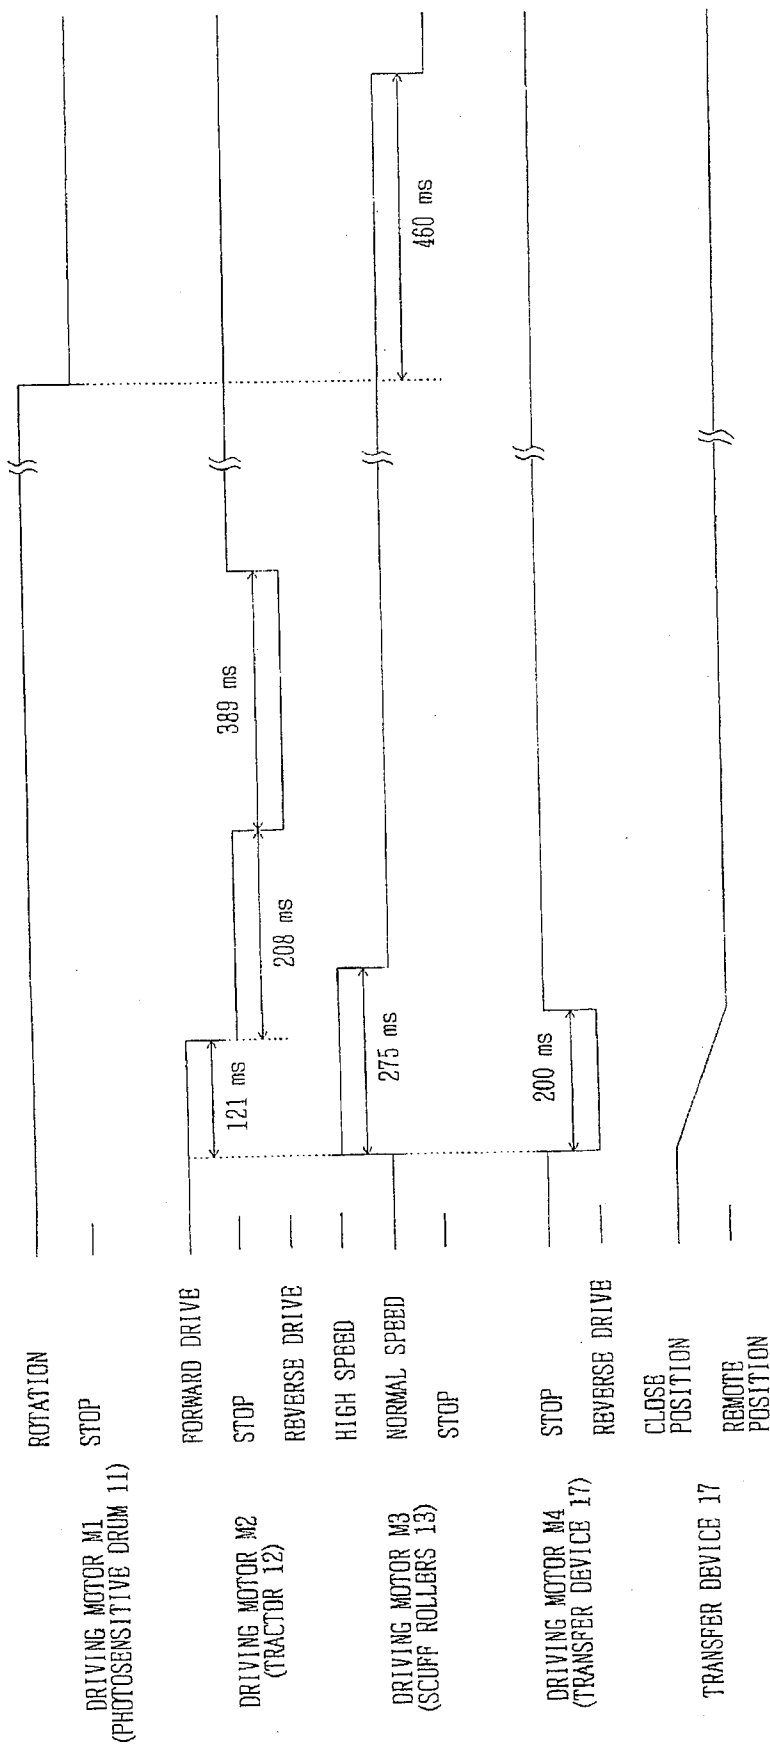 DRIVING MOTOR M1
(PHOTOSENSITIVE DRUM 11)
ROTATION
STOP
DRIVING MOTOR M2
(TRACTOR 12)
FORWARD DRIVE
STOP
REVERSE DRIVE
121 ms
208 ms
389 ms
DRIVING MOTOR M3
(SCUFF ROLLERS 13)
HIGH SPEED
NORMAL SPEED
STOP
275 ms
460 ms
DRIVING MOTOR M4
(TRANSFER DEVICE 17)
STOP
REVERSE DRIVE
200 ms
TRANSFER DEVICE 17
CLOSE
POSITION
REMOTE
POSITION